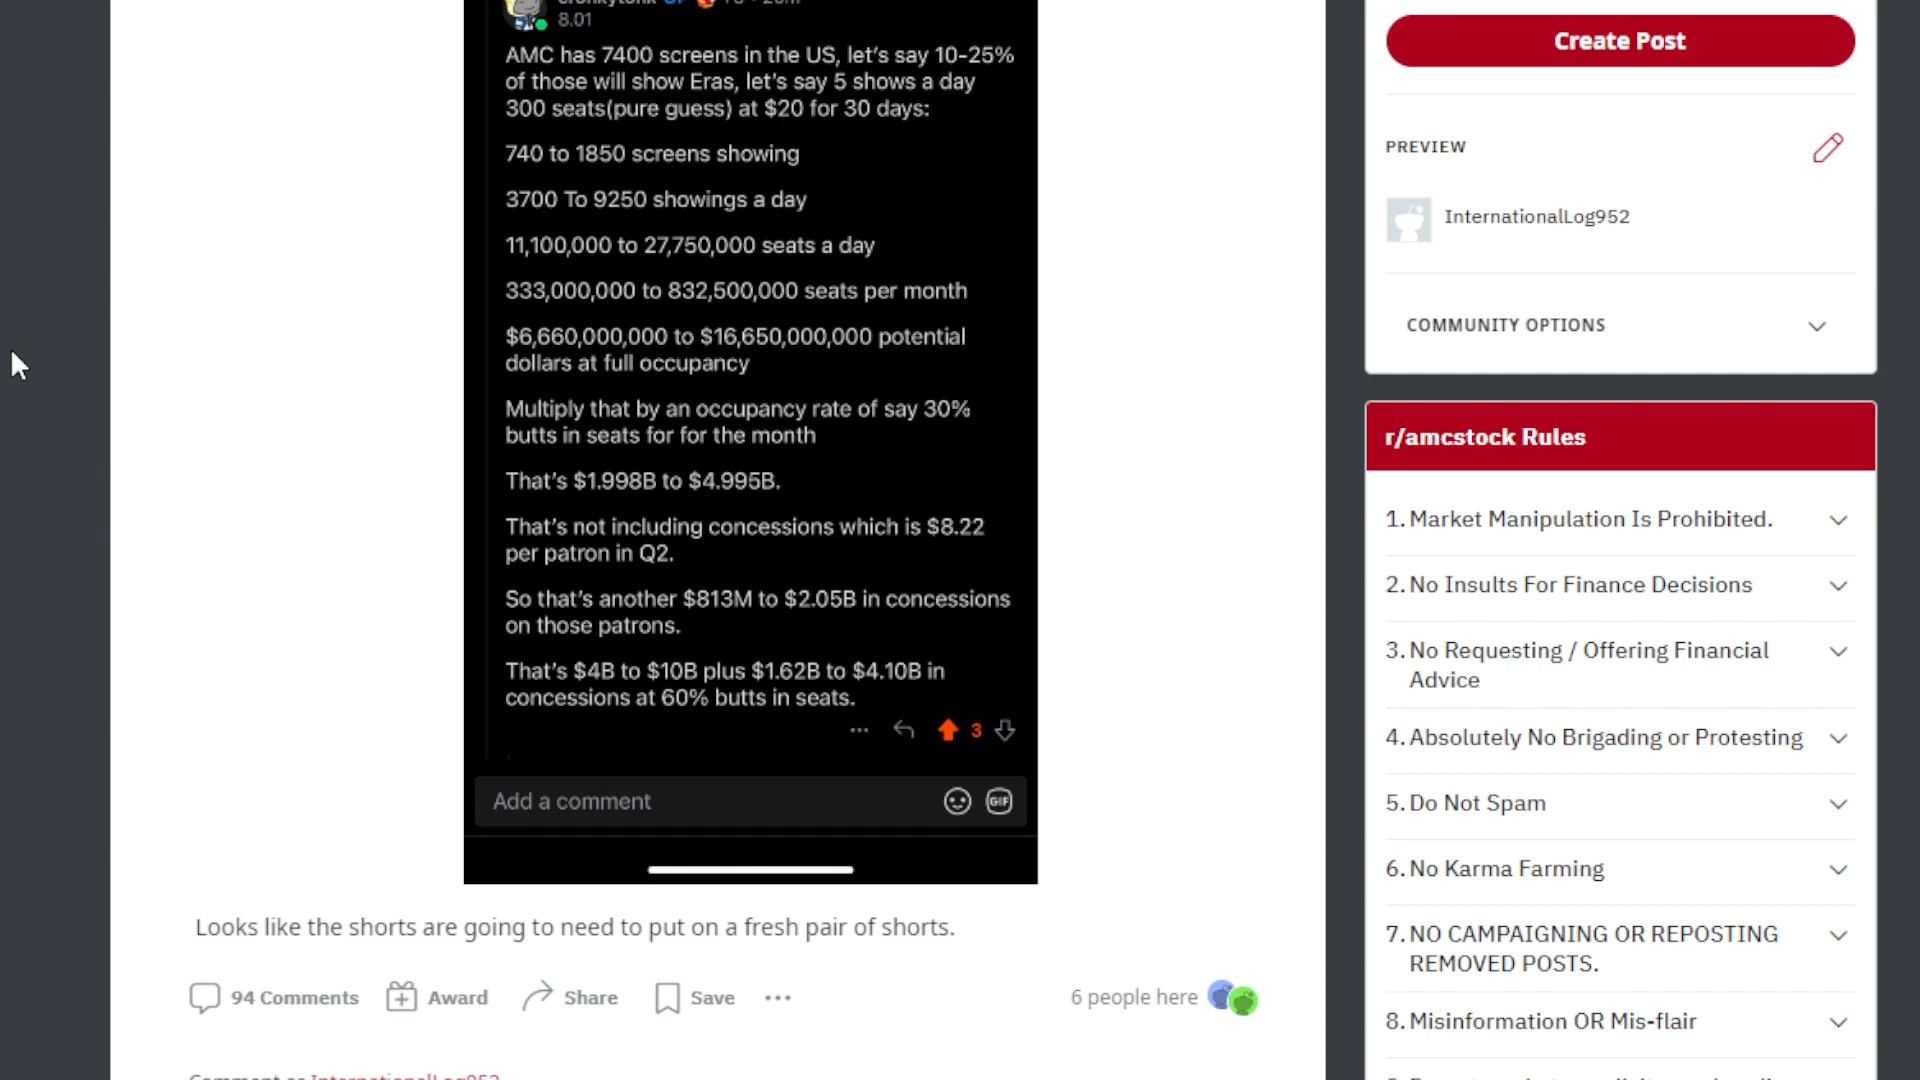 8.01
AMC has 7400 screens in the US, let's say 10-25%
of those will show Eras, let's say 5 shows a day
300 seats(pure guess) at $20 for 30 days:
740 to 1850 screens showing
3700 To 9250 showings a day
11,100,000 to 27,750,000 seats a day
333,000,000 to 832,500,000 seats per month
$6,660,000,000 to $16,650,000,000 potential
dollars at full occupancy
Multiply that by an occupancy rate of say 30%
butts in seats for for the month
That's $1.998B to $4.995B.
That's not including concessions which is $8.22
per patron in Q2.
So that's another $813M to $2.05B in concessions
on those patrons.
That's $4B to $10B plus $1.62B to $4.10B in
concessions at 60% butts in seats.
3
Add a comment
GIF
Looks like the shorts are going to need to put on a fresh pair of shorts.
94 Comments
Award
Share
Save
6 people here
Comment as InternationalLog952
Create Post
PREVIEW
InternationalLog952
COMMUNITY OPTIONS
r/amcstock Rules
1. Market Manipulation Is Prohibited.
2. No Insults For Finance Decisions
3. No Requesting / Offering Financial
Advice
4. Absolutely No Brigading or Protesting
5. Do Not Spam
6. No Karma Farming
7. NO CAMPAIGNING OR REPOSTING
REMOVED POSTS.
8. Misinformation OR Mis-flair